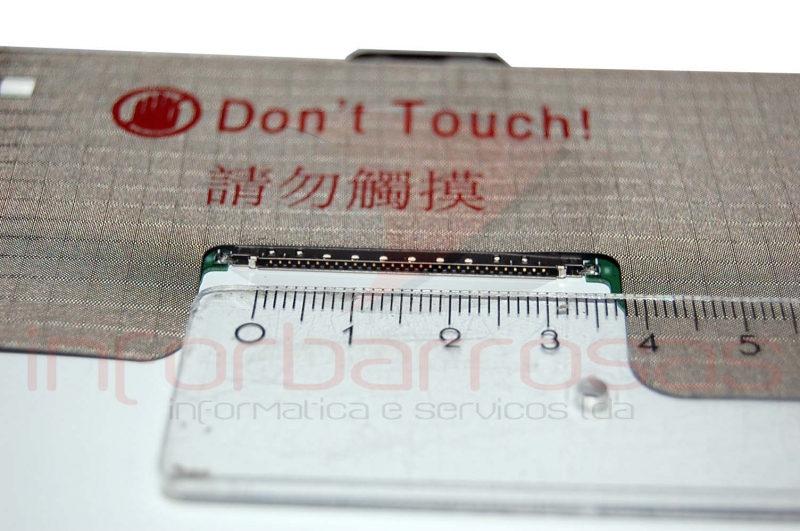 Don't Touch!
請勿觸摸
0 1 2 3 4 5
inforbarrosas
informatica e servicos lda